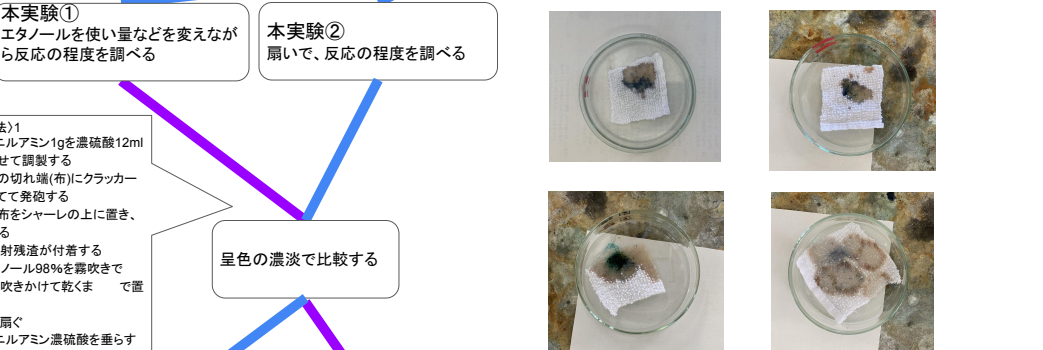 本実験①
エタノールを使い量などを変えなが
ら反応の程度を調べる
本実験②
扇いで、反応の程度を調べる
法〉1
ニルアミン1gを濃硫酸12ml
せて調製する
の切れ端(布)にクラッカー
てて発砲する
布をシャーレの上に置き、
る
射残渣が付着する
ノール98%を霧吹きで
吹きかけて乾くま で置
扇ぐ
ニルアミン濃硫酸を垂らす
呈色の濃淡で比較する